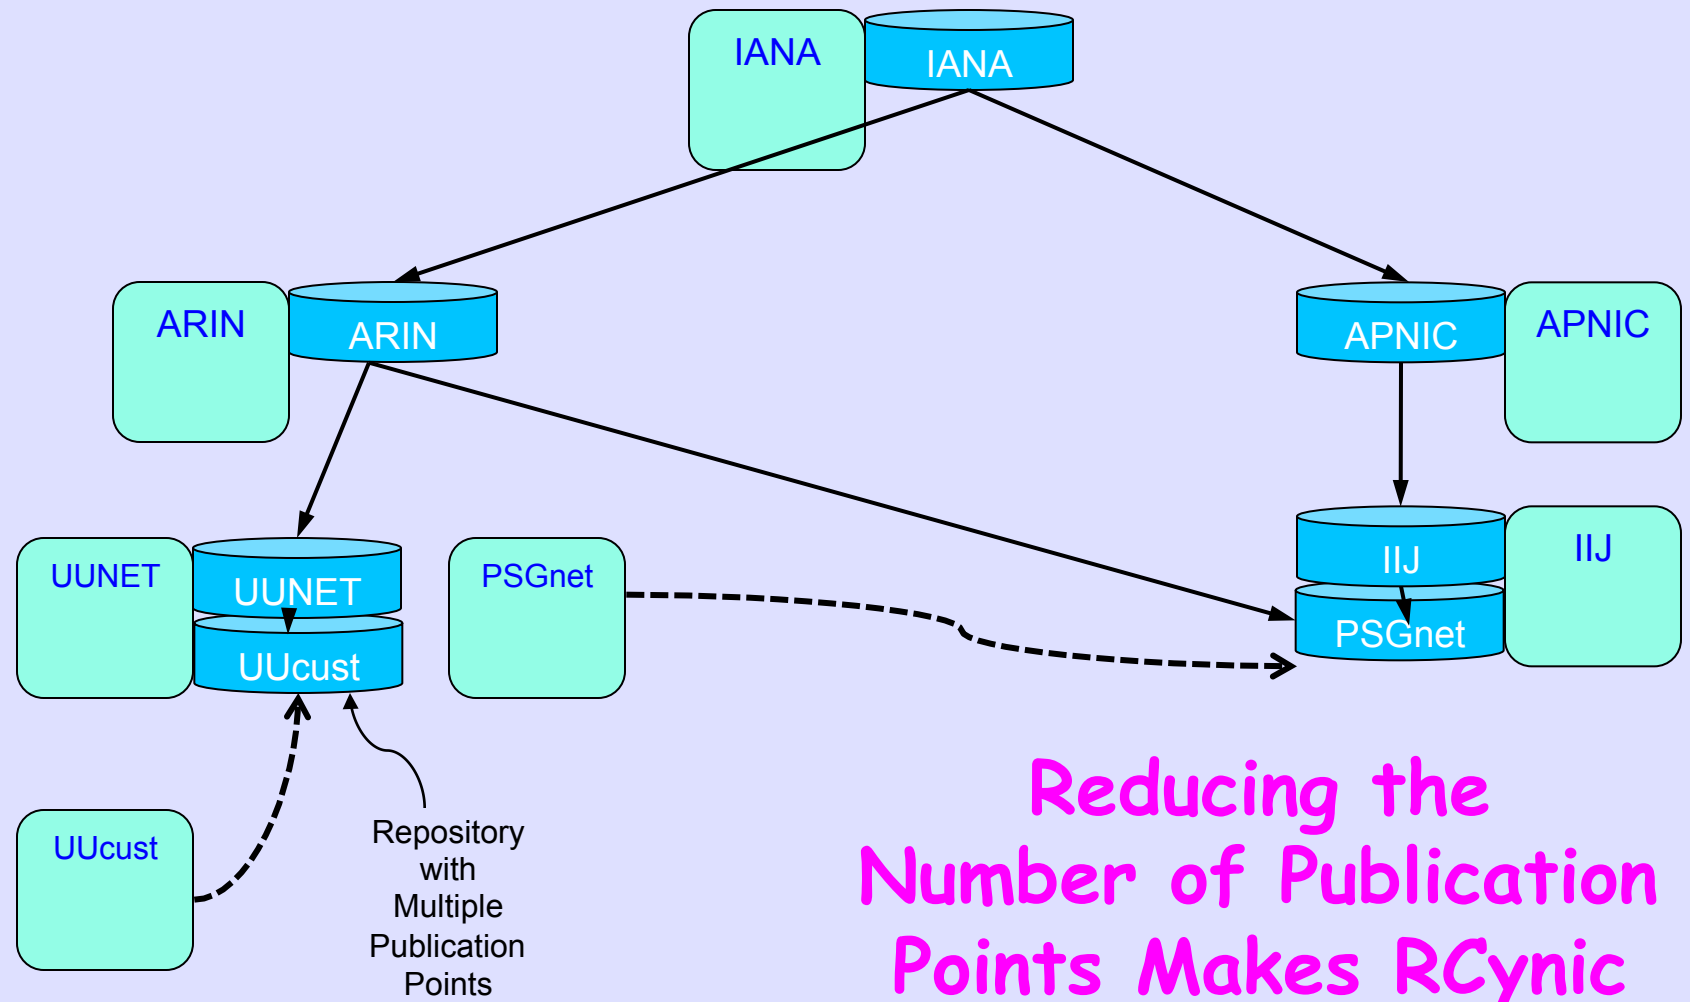 IANA
IANA
ARIN
ARIN
APNIC
APNIC
UUNET
UUNET
UUcust
PSGnet
IIJ
IIJ
PSGnet
UUcust
Repository
with
Multiple
Publication
Points
Reducing the
Number of Publication
Points Makes RCynic